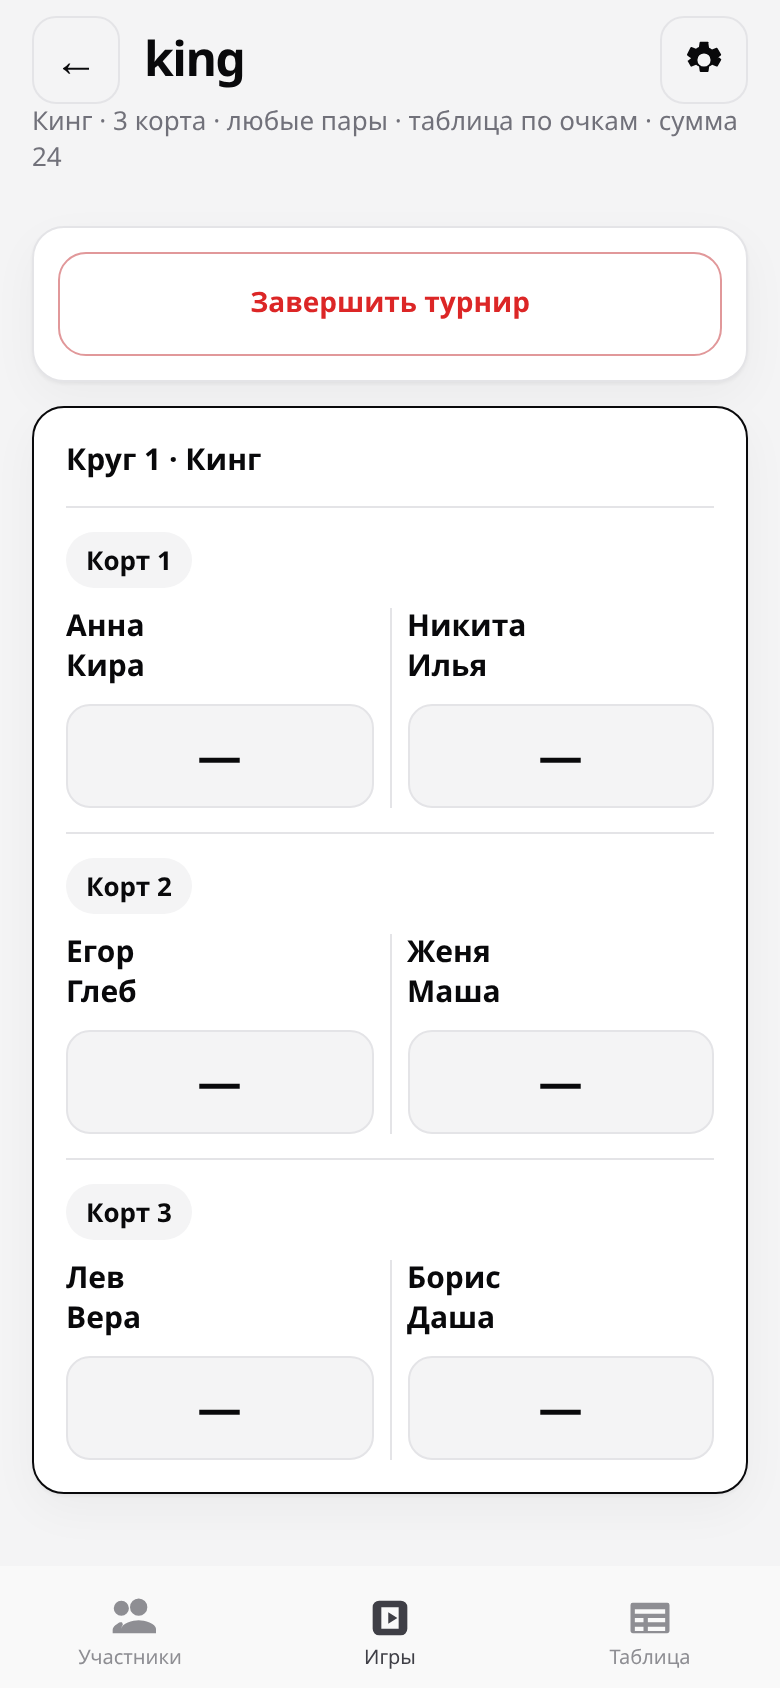 ← king
Кинг · 3 корта · любые пары · таблица по очкам · сумма
24
Завершить турнир
Круг 1 · Кинг
Корт 1
Анна
Кира
Никита
Илья
—
—
Корт 2
Егор
Глеб
Женя
Маша
—
—
Корт 3
Лев
Вера
Борис
Даша
—
—
Участники
Игры
Таблица